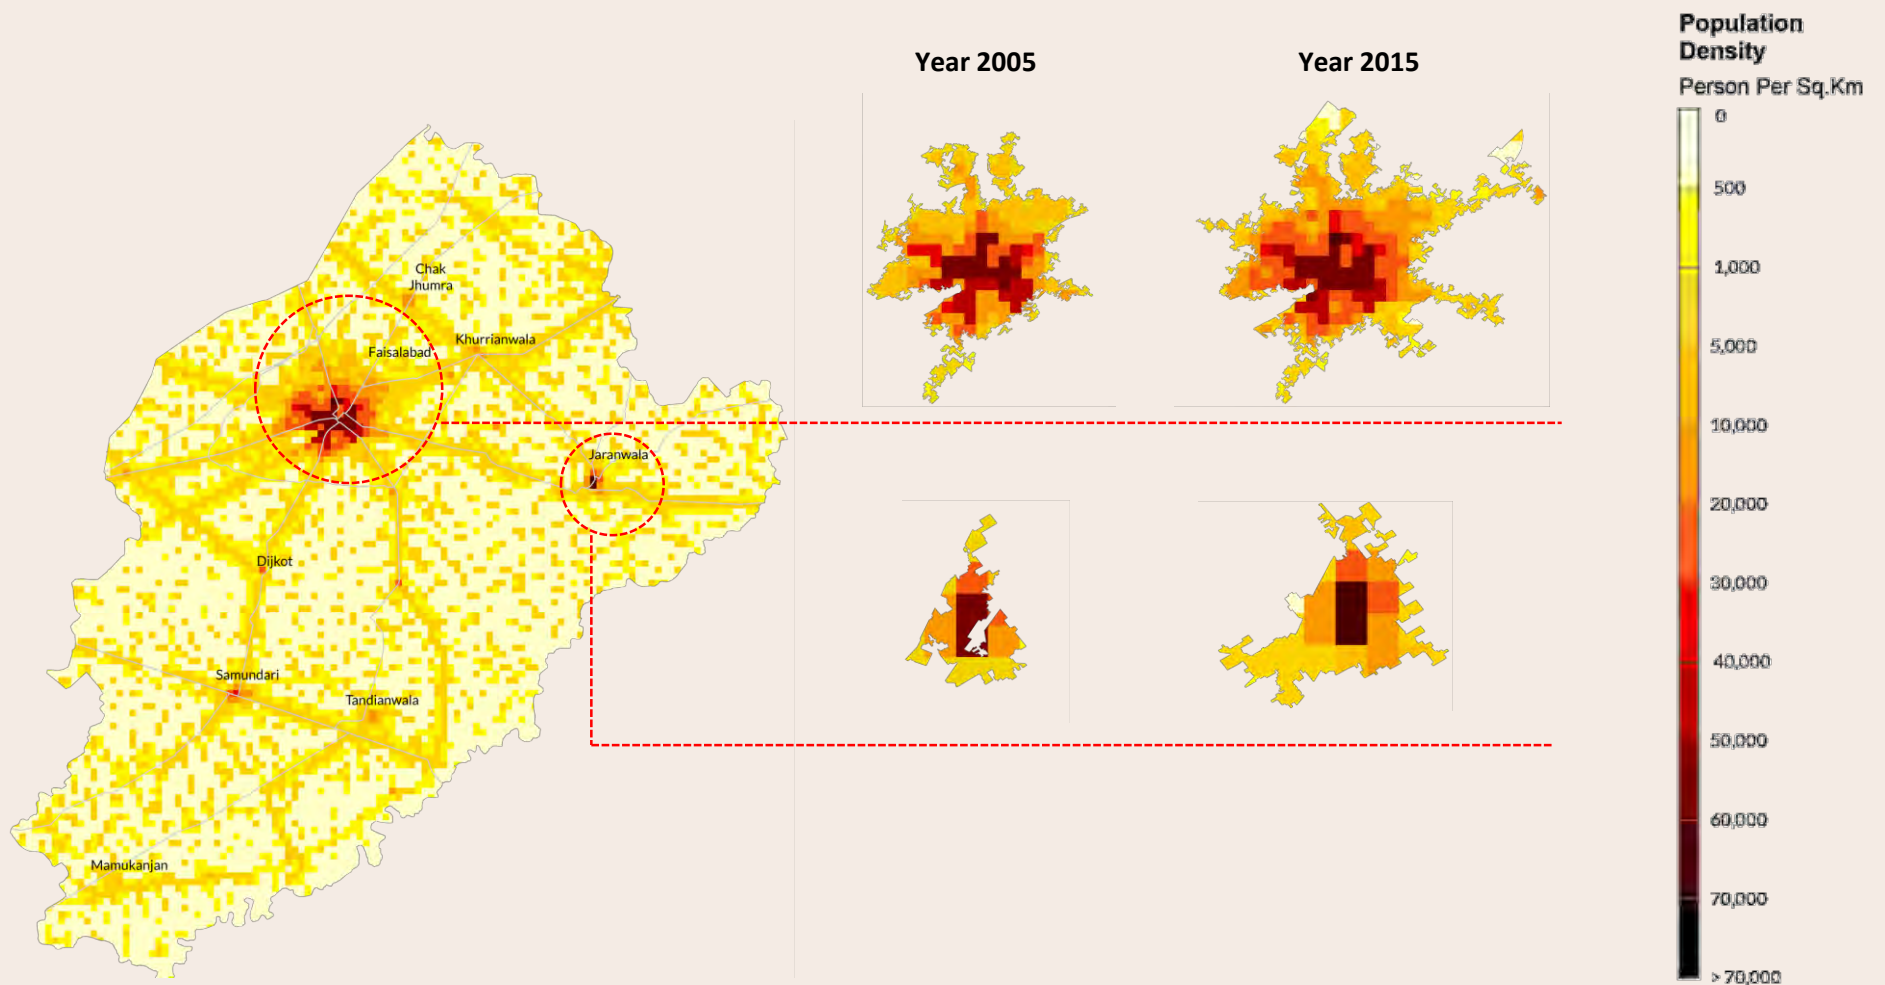 Year 2005
Year 2015
Population
Density
Person Per Sq.Km
0
500
1,000
5,000
10,000
20,000
30,000
40,000
50,000
60,000
70,000
> 70,000
Chak
Jhumra
Khurrianwala
Faisalabad
Jaranwala
Dijkot
Samundari
Tandianwala
Mamukanjan